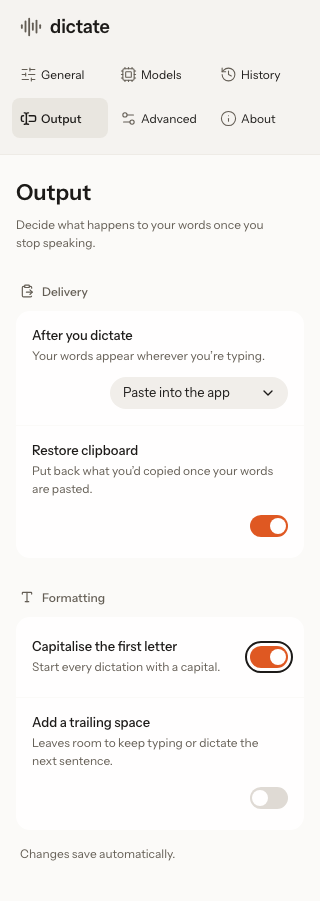 dictate
General
Models
History
Output
Advanced
About
Output
Decide what happens to your words once you
stop speaking.
Delivery
After you dictate
Your words appear wherever you're typing.
Paste into the app
Restore clipboard
Put back what you'd copied once your words
are pasted.
Formatting
Capitalise the first letter
Start every dictation with a capital.
Add a trailing space
Leaves room to keep typing or dictate the
next sentence.
Changes save automatically.